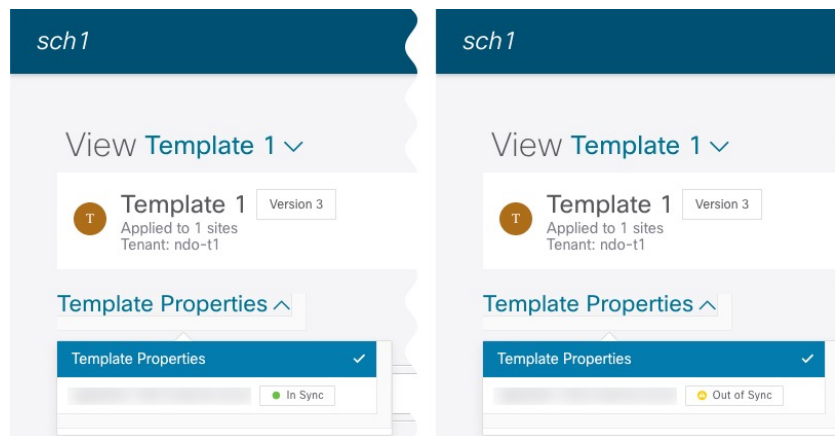 sch1
View Template 1
T
Template 1 Version 3
Applied to 1 sites
Tenant: ndo-t1
Template Properties
Template Properties
In Sync
sch1
View Template 1
T
Template 1 Version 3
Applied to 1 sites
Tenant: ndo-t1
Template Properties
Template Properties
Out of Sync